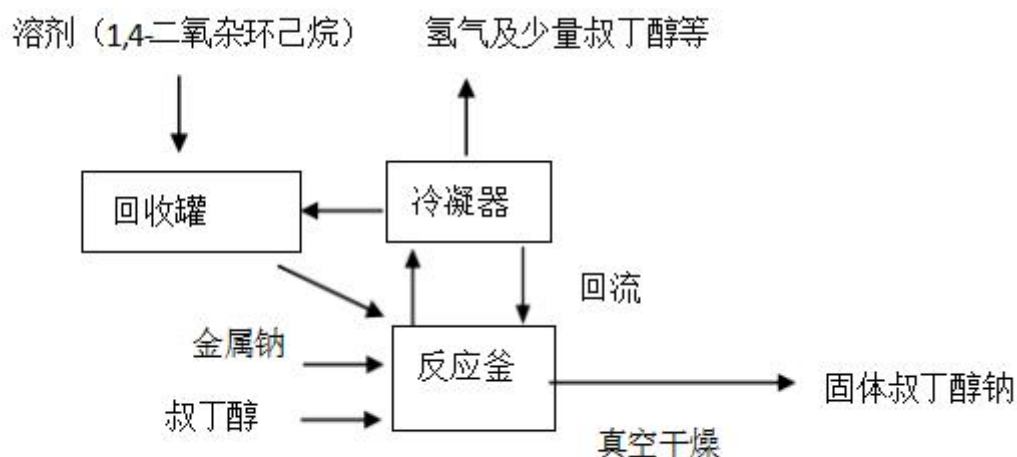 溶剂（1,4-二氧杂环己烷）
氢气及少量叔丁醇等
回收罐
冷凝器
回流
金属钠
反应釜
叔丁醇
固体叔丁醇钠
真空干燥